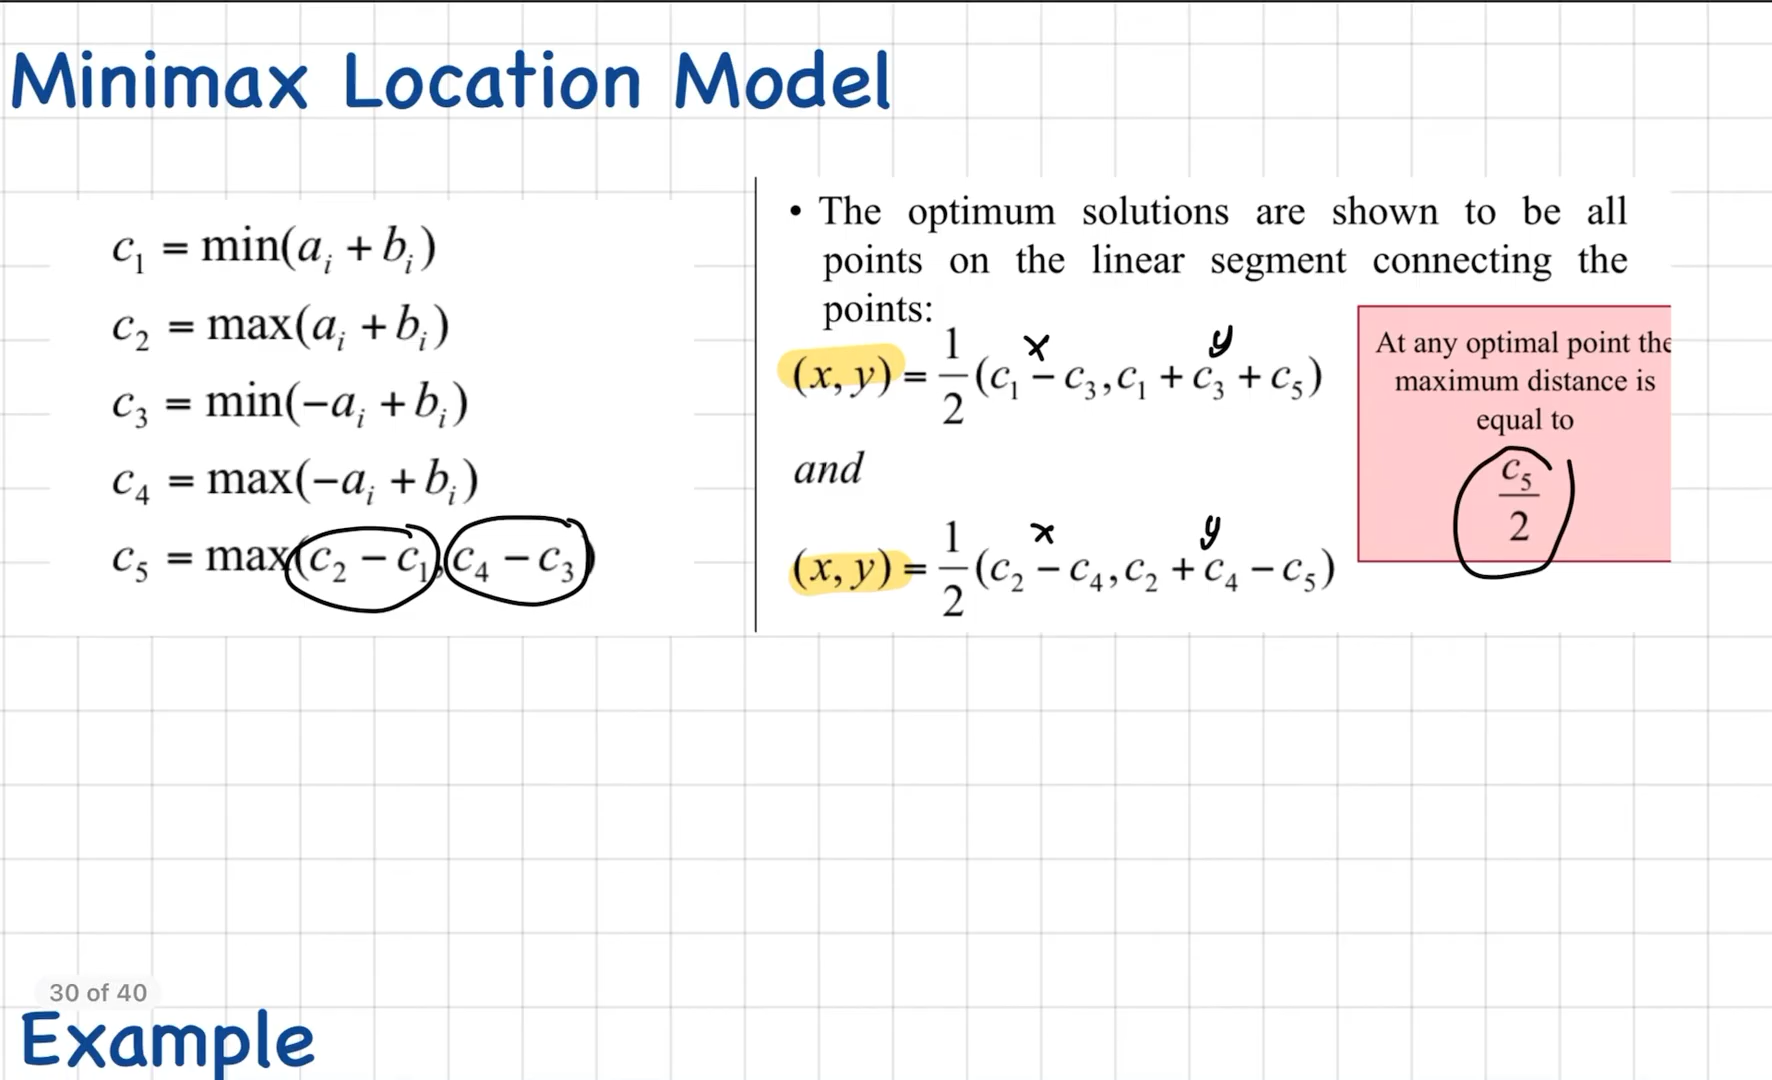 Minimax Location Model
c₁ = min(aᵢ + bᵢ)
c₂ = max(aᵢ + bᵢ)
c₃ = min(−aᵢ + bᵢ)
c₄ = max(−aᵢ + bᵢ)
c₅ = max(c₂ − c₁, c₄ − c₃)
• The optimum solutions are shown to be all
points on the linear segment connecting the
points:
x y
(x, y) = 1/2 (c₁ − c₃, c₁ + c₃ + c₅)
and
x y
(x, y) = 1/2 (c₂ − c₄, c₂ + c₄ − c₅)
At any optimal point the
maximum distance is
equal to
c₅/2
30 of 40
Example